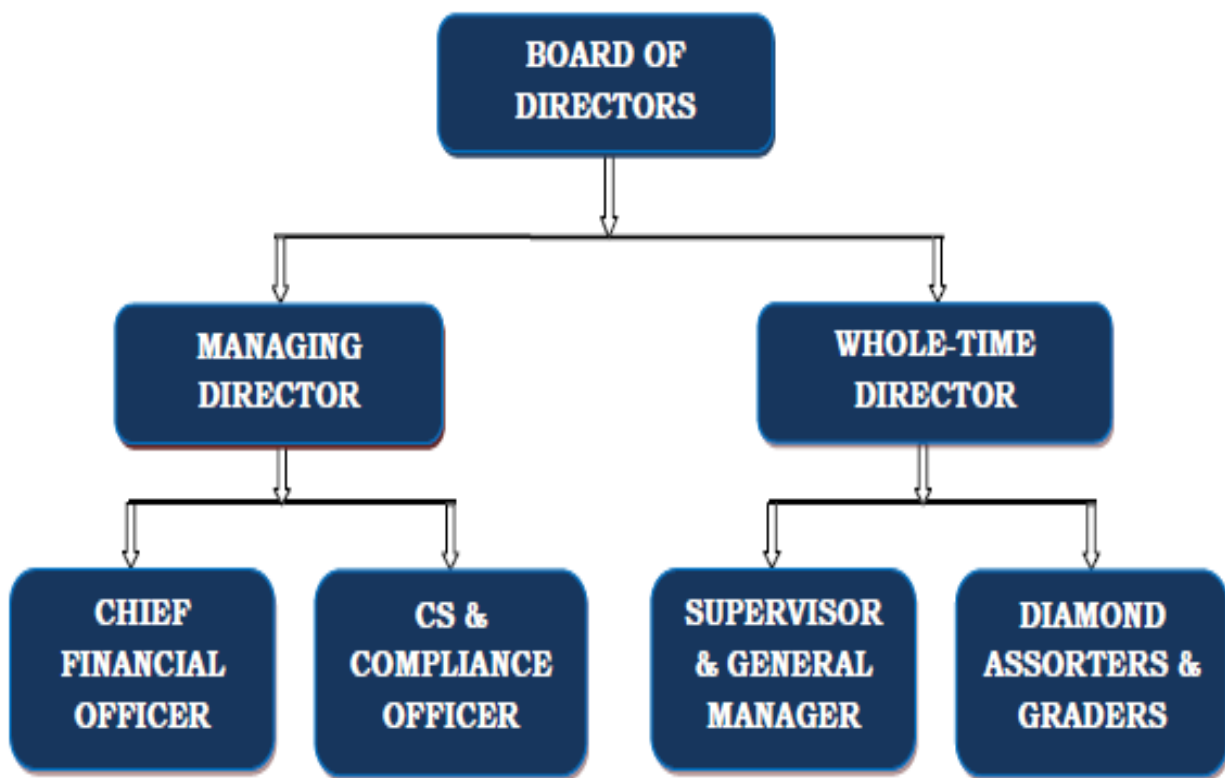 BOARD OF
DIRECTORS
MANAGING
DIRECTOR
WHOLE-TIME
DIRECTOR
CHIEF
FINANCIAL
OFFICER
CS &
COMPLIANCE
OFFICER
SUPERVISOR
& GENERAL
MANAGER
DIAMOND
ASSORTERS &
GRADERS